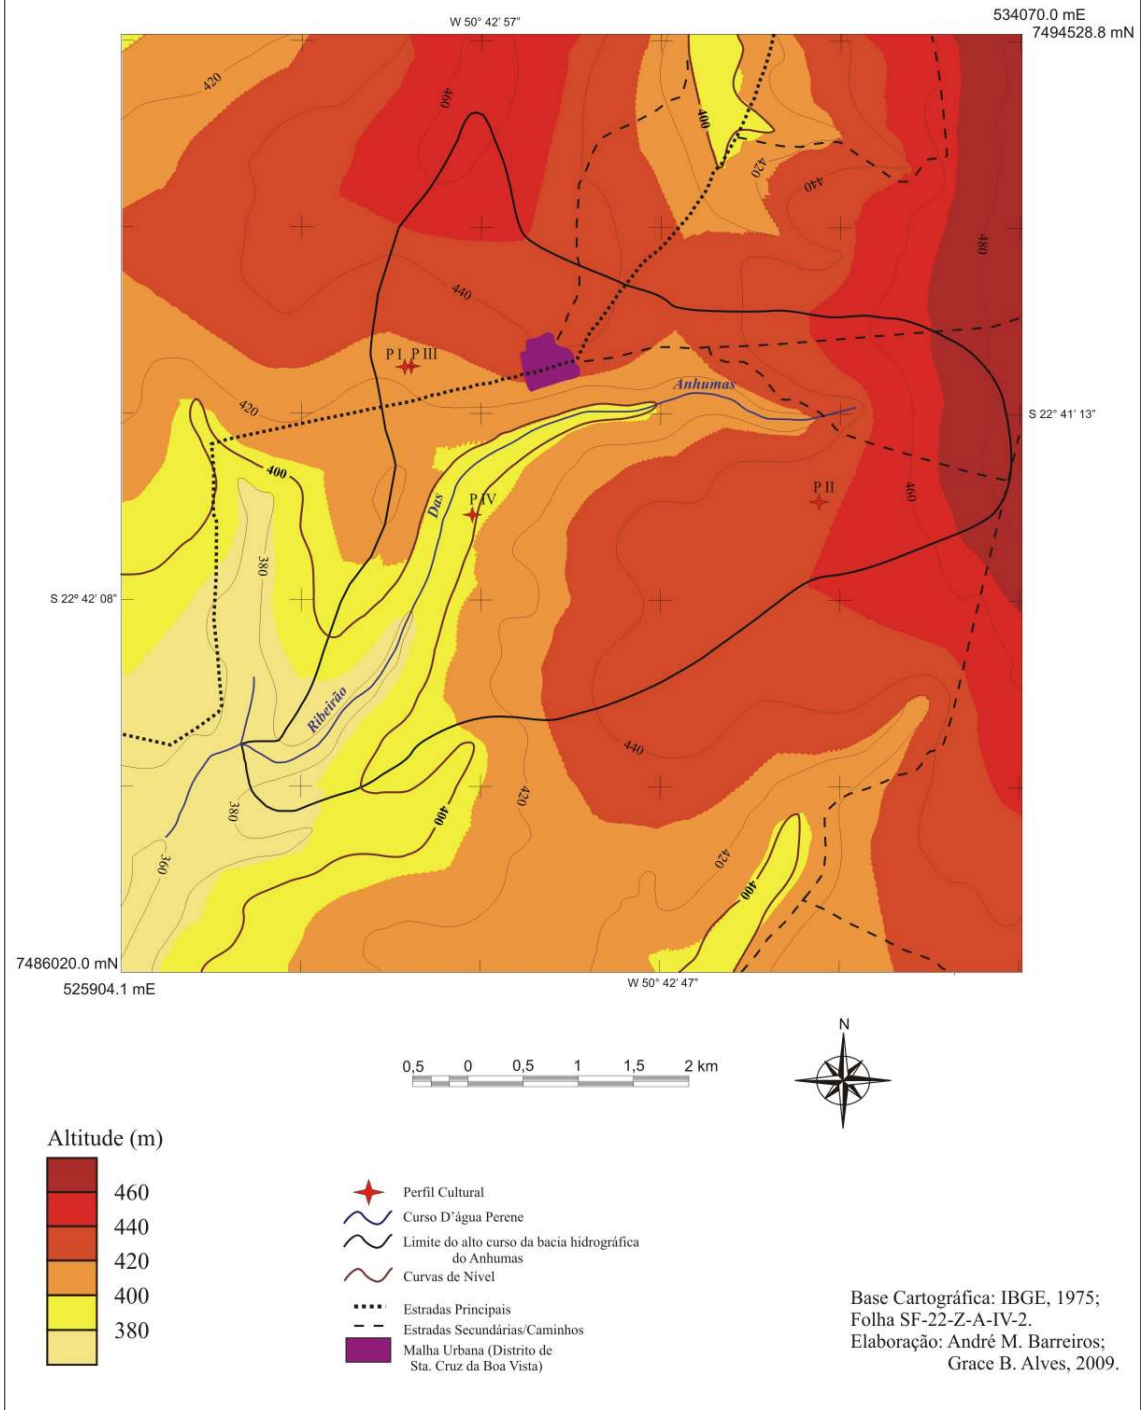 534070.0 mE
W 50° 42' 57"
7494528.8 mN
420
460
400
420
440
480
440
P I
P III
Anhumas
420
S 22° 41' 13"
400
460
P II
P IV
Das
380
S 22º 42' 08"
Ribeirão
440
420
380
400
420
360
400
7486020.0 mN
525904.1 mE
W 50° 42' 47"
N
0,5 0 0,5 1 1,5 2 km
Altitude (m)
460
440
420
400
380
Perfil Cultural
Curso D'água Perene
Limite do alto curso da bacia hidrográfica
do Anhumas
Curvas de Nível
Estradas Principais
Estradas Secundárias/Caminhos
Malha Urbana (Distrito de
Sta. Cruz da Boa Vista)
Base Cartográfica: IBGE, 1975;
Folha SF-22-Z-A-IV-2.
Elaboração: André M. Barreiros;
Grace B. Alves, 2009.